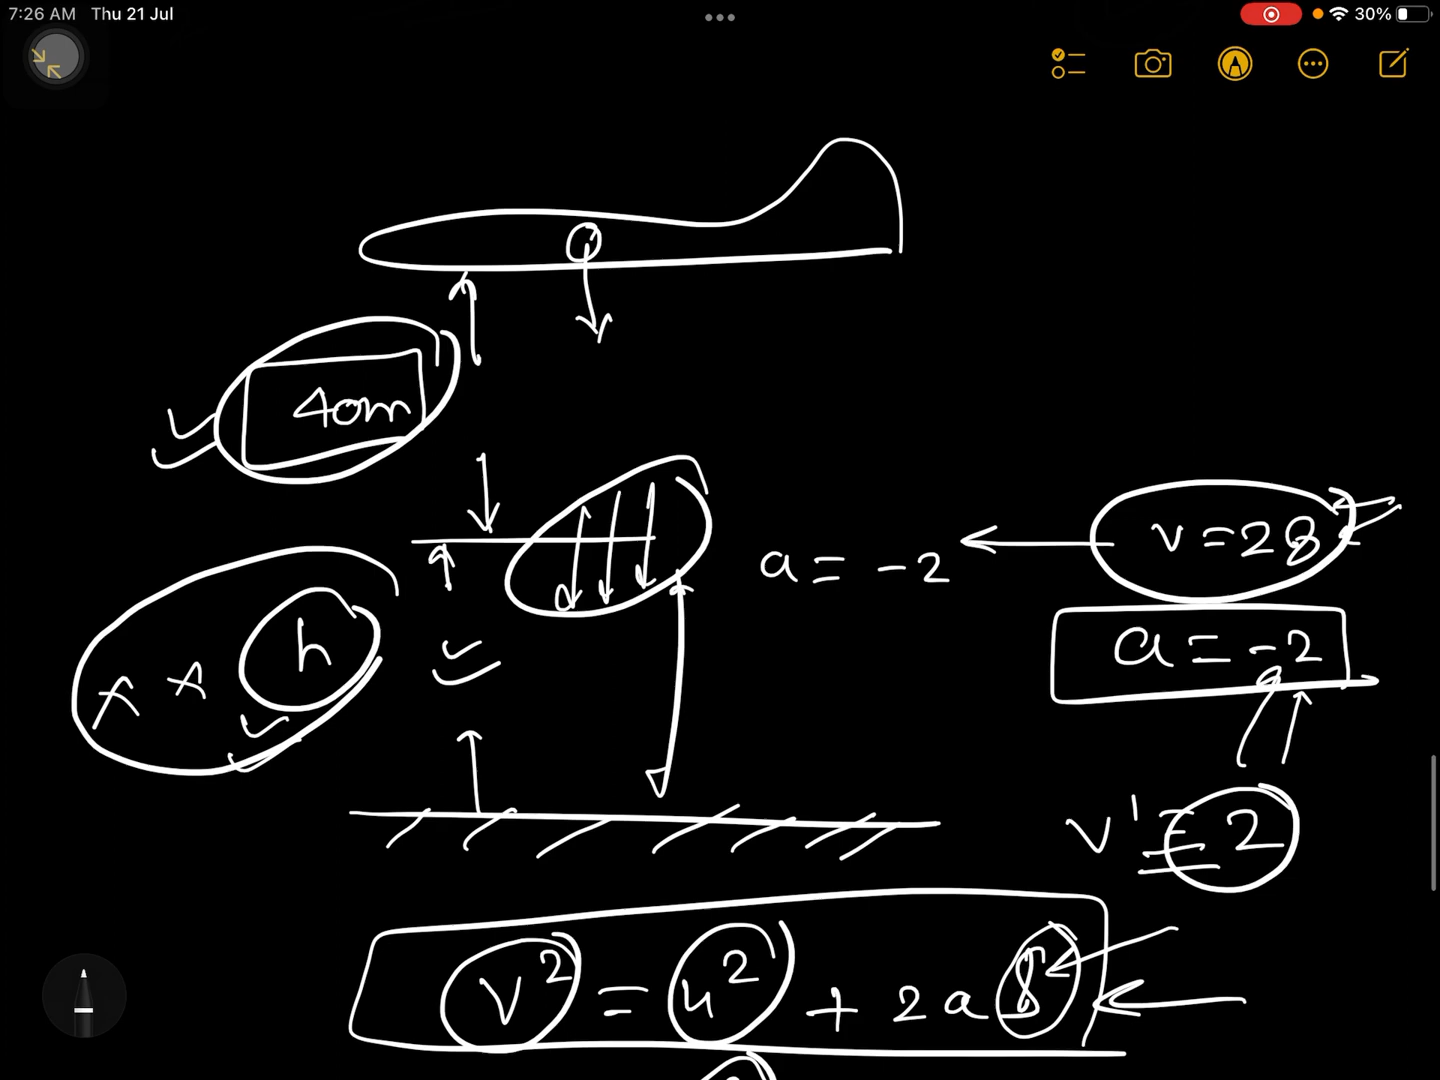 7:26 AM Thu 21 Jul 30%
40m
a = -2 v = 28
h a = -2
v' = 2
v² = u² + 2as